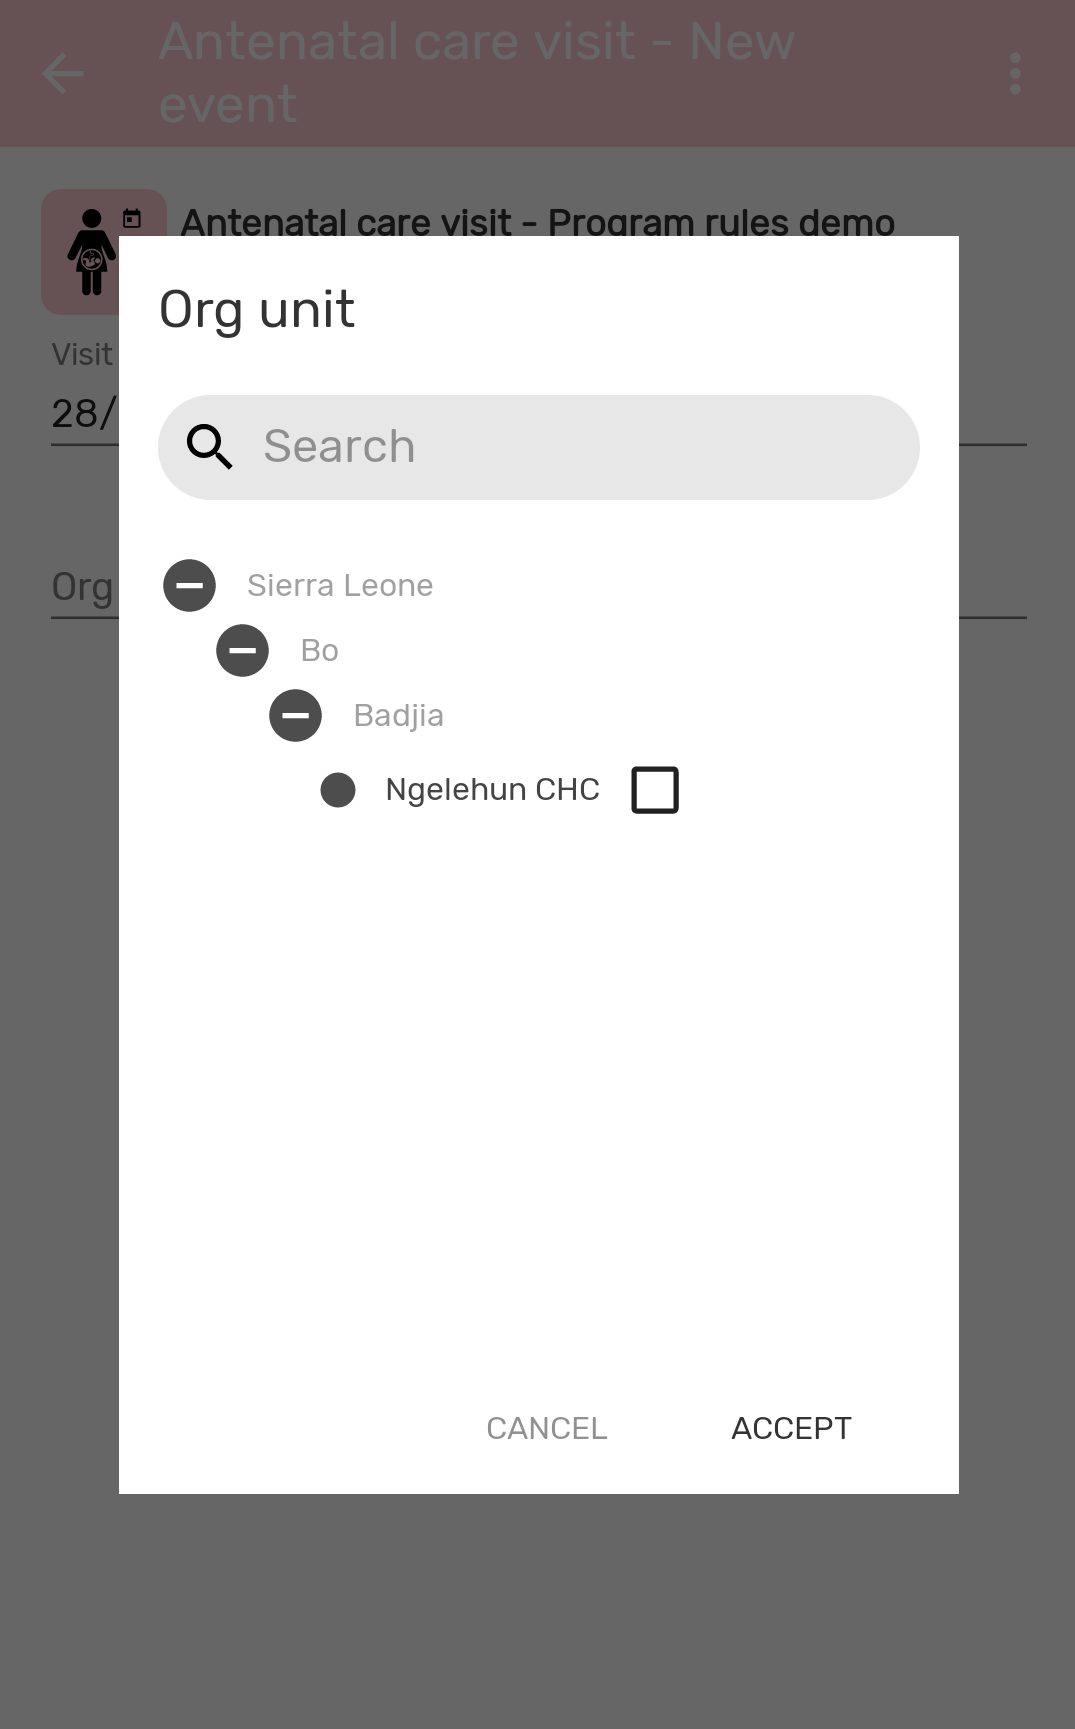 Antenatal care visit - New
event
Antenatal care visit - Program rules demo
Visit
28/
Org
Org unit
Search
Sierra Leone
Bo
Badjia
Ngelehun CHC
CANCEL
ACCEPT